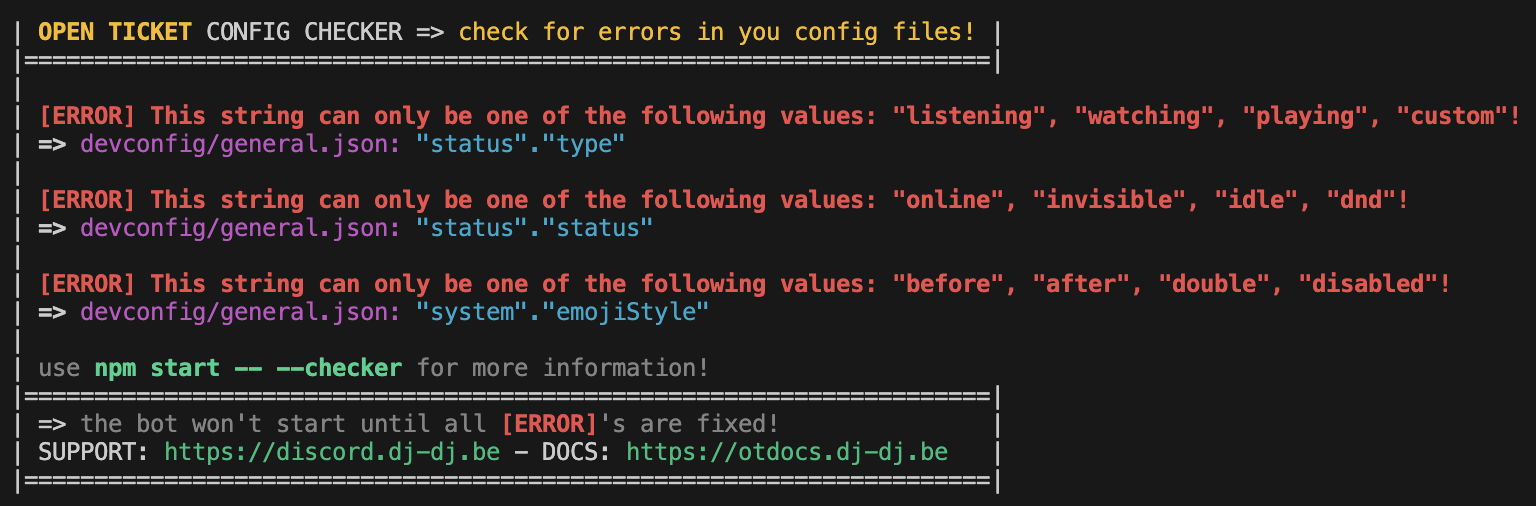 | OPEN TICKET CONFIG CHECKER => check for errors in you config files! |
|=====================================================================|
|
| [ERROR] This string can only be one of the following values: "listening", "watching", "playing", "custom"!
| => devconfig/general.json: "status"."type"
|
| [ERROR] This string can only be one of the following values: "online", "invisible", "idle", "dnd"!
| => devconfig/general.json: "status"."status"
|
| [ERROR] This string can only be one of the following values: "before", "after", "double", "disabled"!
| => devconfig/general.json: "system"."emojiStyle"
|
| use npm start -- --checker for more information!
|=====================================================================|
| => the bot won't start until all [ERROR]'s are fixed!               |
| SUPPORT: https://discord.dj-dj.be - DOCS: https://otdocs.dj-dj.be   |
|=====================================================================|